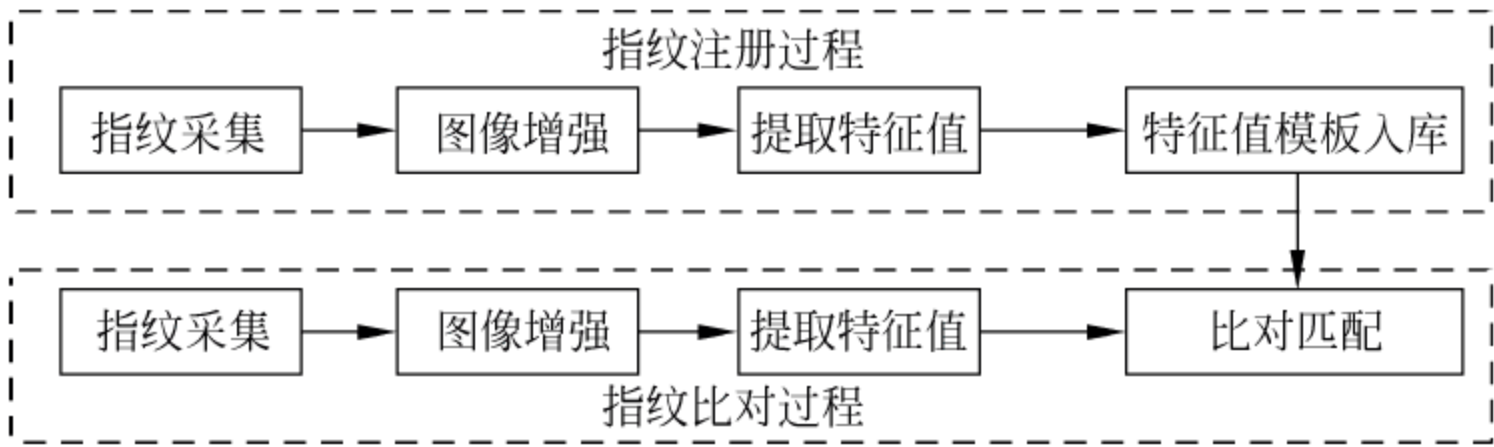 指纹注册过程
指纹采集
图像增强
提取特征值
特征值模板入库
指纹采集
图像增强
提取特征值
比对匹配
指纹比对过程